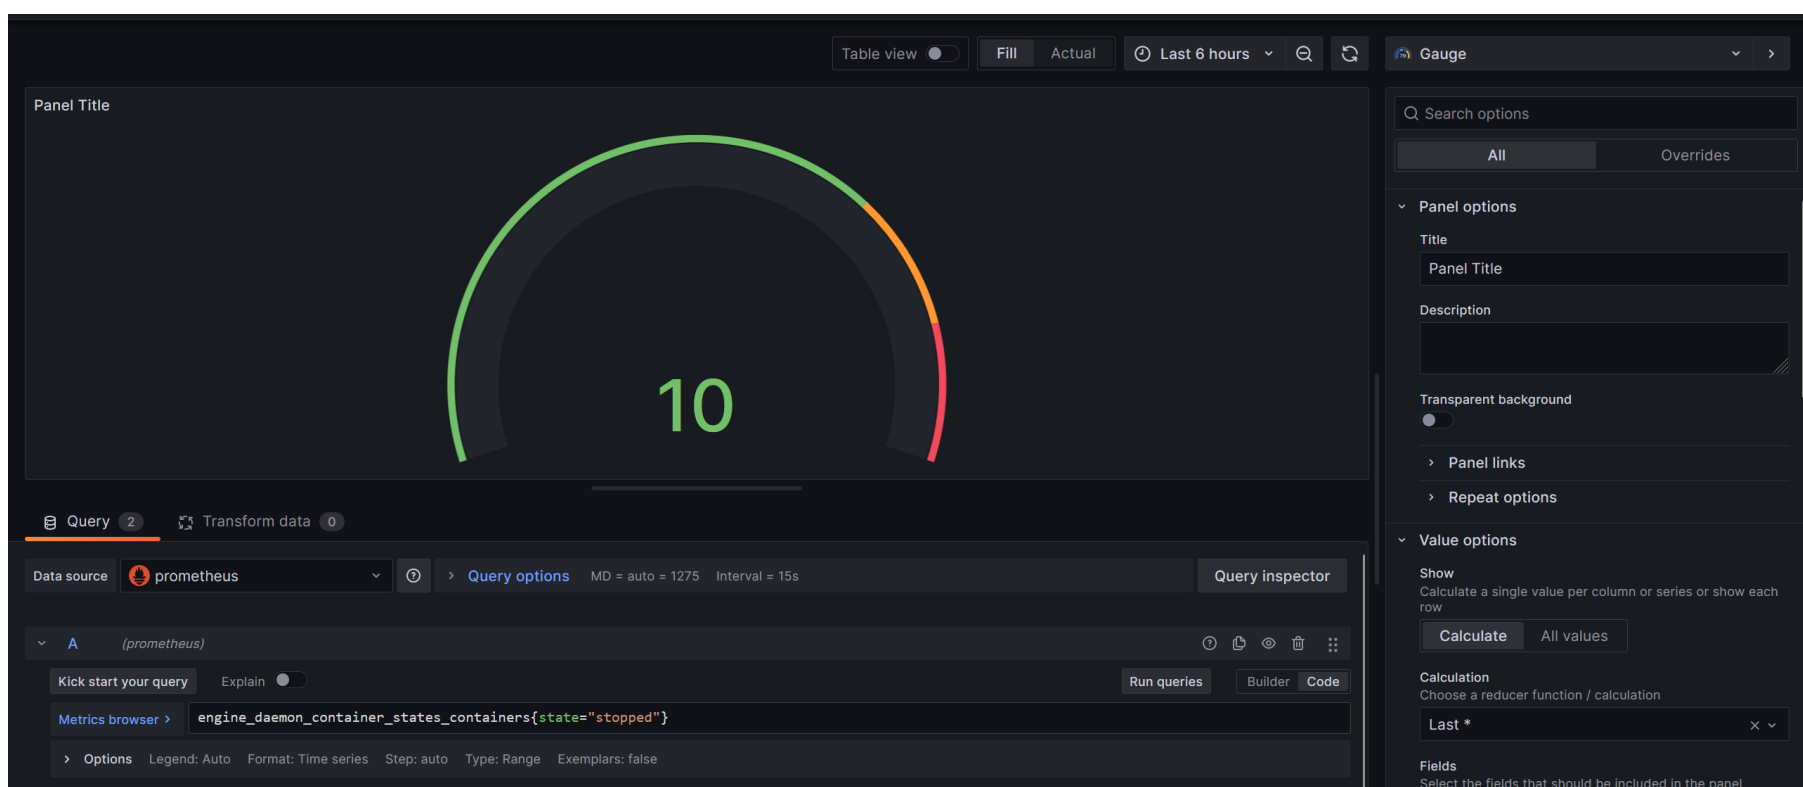 Table view
Fill
Actual
Last 6 hours
Gauge
Panel Title
10
Search options
All
Overrides
Panel options
Title
Panel Title
Description
Transparent background
Panel links
Repeat options
Value options
Show
Calculate a single value per column or series or show each
row
Calculate
All values
Calculation
Choose a reducer function / calculation
Last *
Fields
Select the fields that should be included in the panel
Query 2
Transform data 0
Data source
prometheus
Query options
MD = auto = 1275
Interval = 15s
Query inspector
A
(prometheus)
Kick start your query
Explain
Run queries
Builder
Code
Metrics browser >
engine_daemon_container_states_containers{state="stopped"}
Options
Legend: Auto
Format: Time series
Step: auto
Type: Range
Exemplars: false